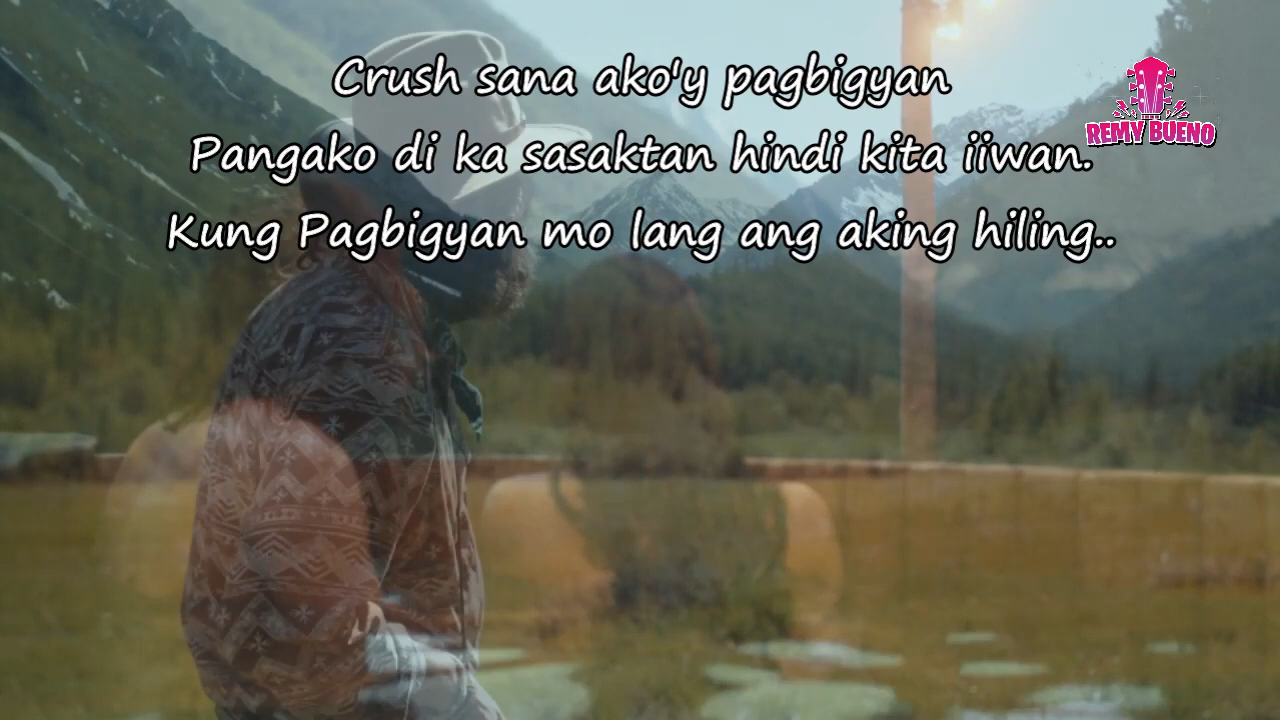 Crush sana ako'y pagbigyan
Pangako di ka sasaktan hindi kita iiwan.
Kung Pagbigyan mo lang ang aking hiling..
REMY BUENO